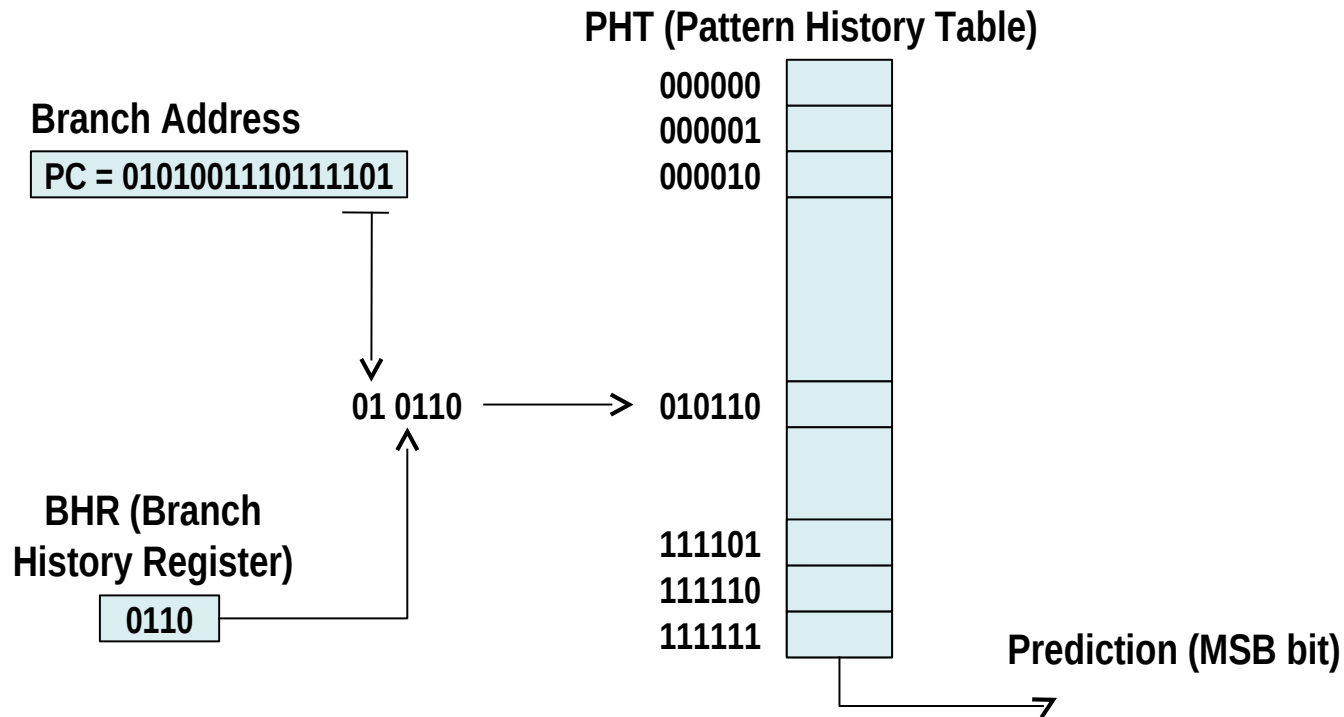 PHT (Pattern History Table)
000000
000001
000010
Branch Address
PC = 0101001110111101
01 0110
010110
BHR (Branch
History Register)
0110
111101
111110
111111
Prediction (MSB bit)